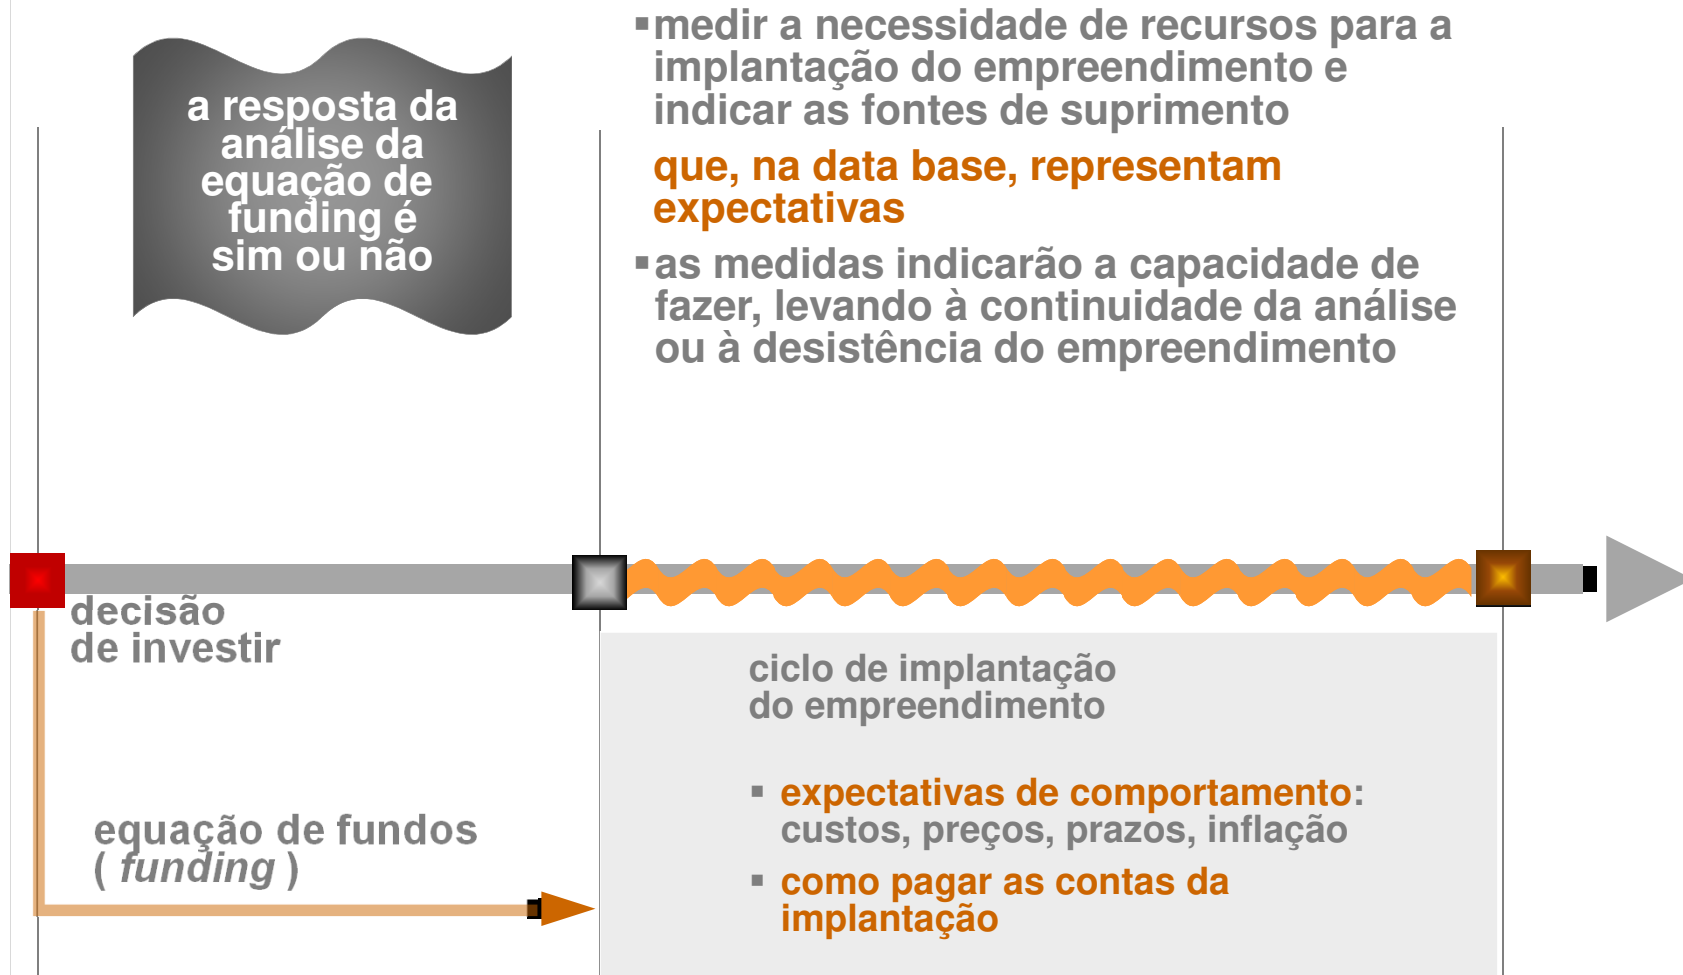 a resposta da
análise da
equação de
funding é
sim ou não
▪medir a necessidade de recursos para a
implantação do empreendimento e
indicar as fontes de suprimento
que, na data base, representam
expectativas
▪as medidas indicarão a capacidade de
fazer, levando à continuidade da análise
ou à desistência do empreendimento
decisão
de investir
equação de fundos
( funding )
ciclo de implantação
do empreendimento
▪ expectativas de comportamento:
custos, preços, prazos, inflação
▪ como pagar as contas da
implantação